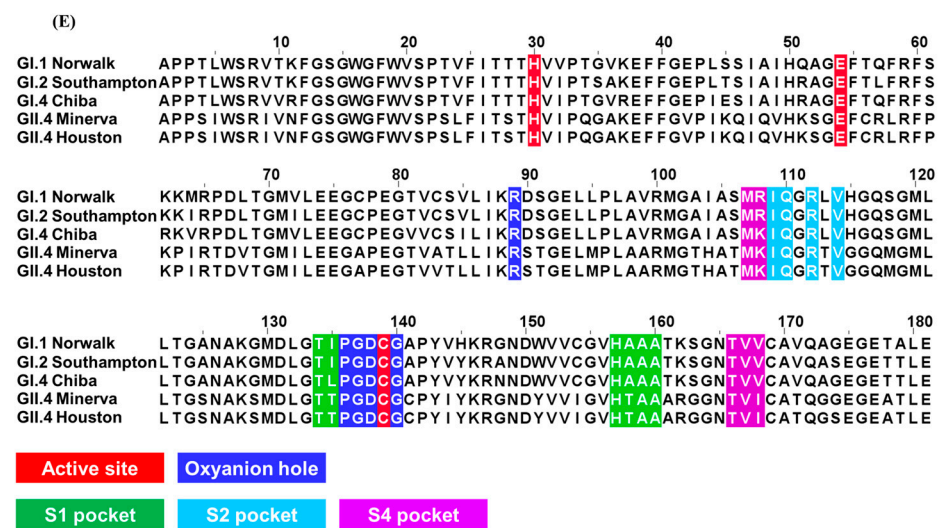 (E)
10 20 30 40 50 60
GI.1 Norwalk APPTLWSRVTKFGSGWGFWVSPTVFITTTHVVPTGVKEFFGEPLSSIAIHQAGEFTQFRFS
GI.2 Southampton APPTLWSRVTKFGSGWGFWVSPTVFITTTHVIPTSAKEFFGEPLTSIAIHRAGEFTLFRFS
GI.4 Chiba APPTLWSRVVRFGSGWGFWVSPTVFITTTHVIPTGVREFFGEPIESIAIHRAGEFTQFRFS
GII.4 Minerva APPSIWSRIVNFGSGWGFWVSPSLFITSTHVIPQGAKEFFGVPIKQIQVHKSGEFCRLRFP
GII.4 Houston APPSIWSRIVNFGSGWGFWVSPSLFITTTHVIPQGAKEFFGVPIKQIQVHKSGEFCRLRFP
70 80 90 100 110 120
GI.1 Norwalk KKMRPDLTGMVLEEGCPEGTVCSVLIKRDSGELLPLAVRMGAIASMRIQGRLVHGQSGML
GI.2 Southampton KKIRPDLTGMILEEGCPEGTVCSVLIKRDSGELLPLAVRMGAIASMRIQGRLVHGQSGML
GI.4 Chiba RKVRPDLTGMILEEGCPEGVVCSILIKRDSGELLPLAVRMGAIASMKIQGRLVHGQSGML
GII.4 Minerva KPIRTDVTGMILEEGAPEGTVATLLIKRSTGELMPLAARMGTHATMKIQGRTVGGQMGML
GII.4 Houston KPIRTDVTGMILEEGAPEGTVATLLIKRSTGELMPLAARMGTHATMKIQGRTVGGQMGML
130 140 150 160 170 180
GI.1 Norwalk LTGANAKGMDLGTIPGDCGAPYVHKRGNDWVVCGVHAAATKSGNTVVCAVQAGEGETALE
GI.2 Southampton LTGANAKGMDLGTIPGDCGAPYVYKRANDWVVCGVHAAATKSGNTVVCAVQASEGETTLE
GI.4 Chiba LTGANAKGMDLGTLPGDCGAPYVYKRNNDWVVCGVHAAATKSGNTVVCAVQAGEGETTLE
GII.4 Minerva LTGSNAKSMDLGTTPGDCGCPYIYKRGNDYVVIGVHTAAARGGNTVICATQGGEGEATLE
GII.4 Houston LTGSNAKSMDLGTTPGDCGCPYIYKRGNDYVVIGVHTAAARGGNTVICATQGSEGEATLE
Active site Oxyanion hole
S1 pocket S2 pocket S4 pocket